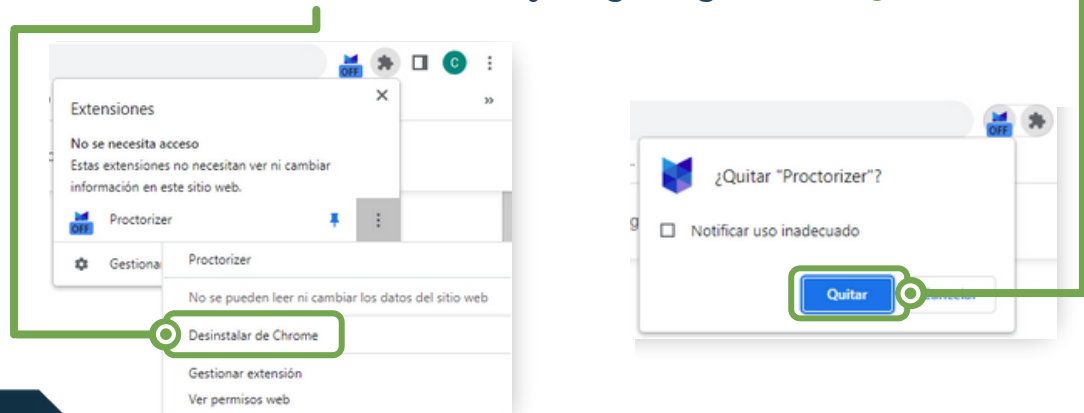 OFF
C
Extensiones
No se necesita acceso
Estas extensiones no necesitan ver ni cambiar
información en este sitio web.
OFF
Proctorizer
Proctorizer
No se pueden leer ni cambiar los datos del sitio web
Desinstalar de Chrome
Gestionar extensión
Ver permisos web
OFF
¿Quitar "Proctorizer"?
Notificar uso inadecuado
Quitar